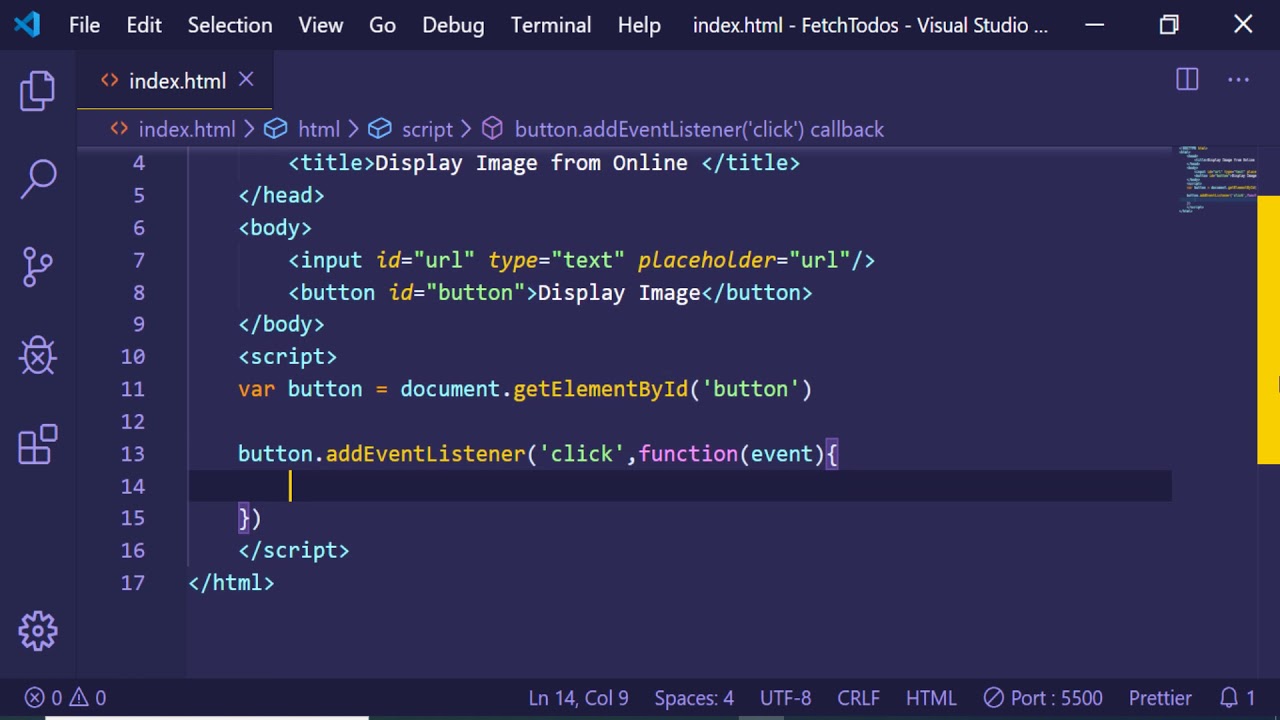 File Edit Selection View Go Debug Terminal Help index.html - FetchTodos - Visual Studio ...
index.html
index.html html script button.addEventListener('click') callback
4 <title>Display Image from Online </title>
5 </head>
6 <body>
7 <input id="url" type="text" placeholder="url"/>
8 <button id="button">Display Image</button>
9 </body>
10 <script>
11 var button = document.getElementById('button')
12
13 button.addEventListener('click',function(event){
14
15 })
16 </script>
17 </html>
0 0 Ln 14, Col 9 Spaces: 4 UTF-8 CRLF HTML Port : 5500 Prettier 1